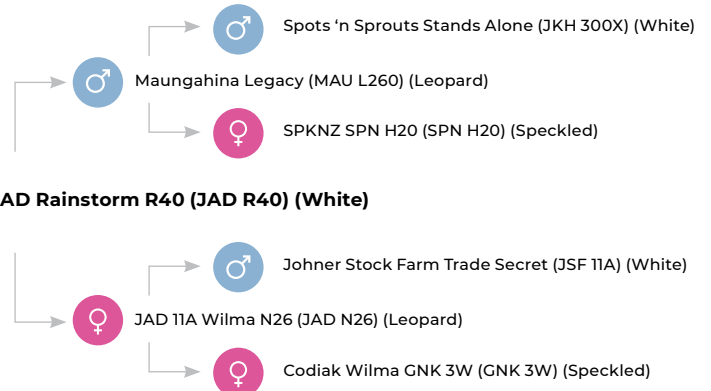 Spots ‘n Sprouts Stands Alone (JKH 300X) (White)
Maungahina Legacy (MAU L260) (Leopard)
SPKNZ SPN H20 (SPN H20) (Speckled)
AD Rainstorm R40 (JAD R40) (White)
Johner Stock Farm Trade Secret (JSF 11A) (White)
JAD 11A Wilma N26 (JAD N26) (Leopard)
Codiak Wilma GNK 3W (GNK 3W) (Speckled)